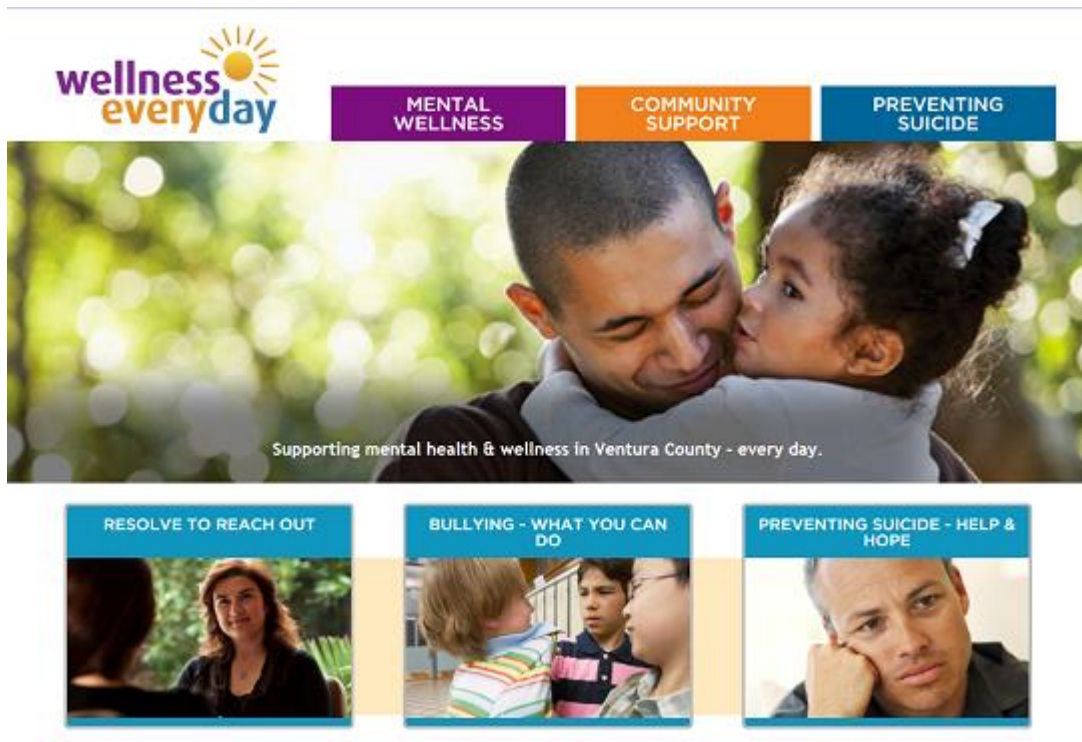 wellness
everyday
MENTAL
WELLNESS
COMMUNITY
SUPPORT
PREVENTING
SUICIDE
Supporting mental health & wellness in Ventura County - every day.
RESOLVE TO REACH OUT
BULLYING - WHAT YOU CAN
DO
PREVENTING SUICIDE - HELP &
HOPE